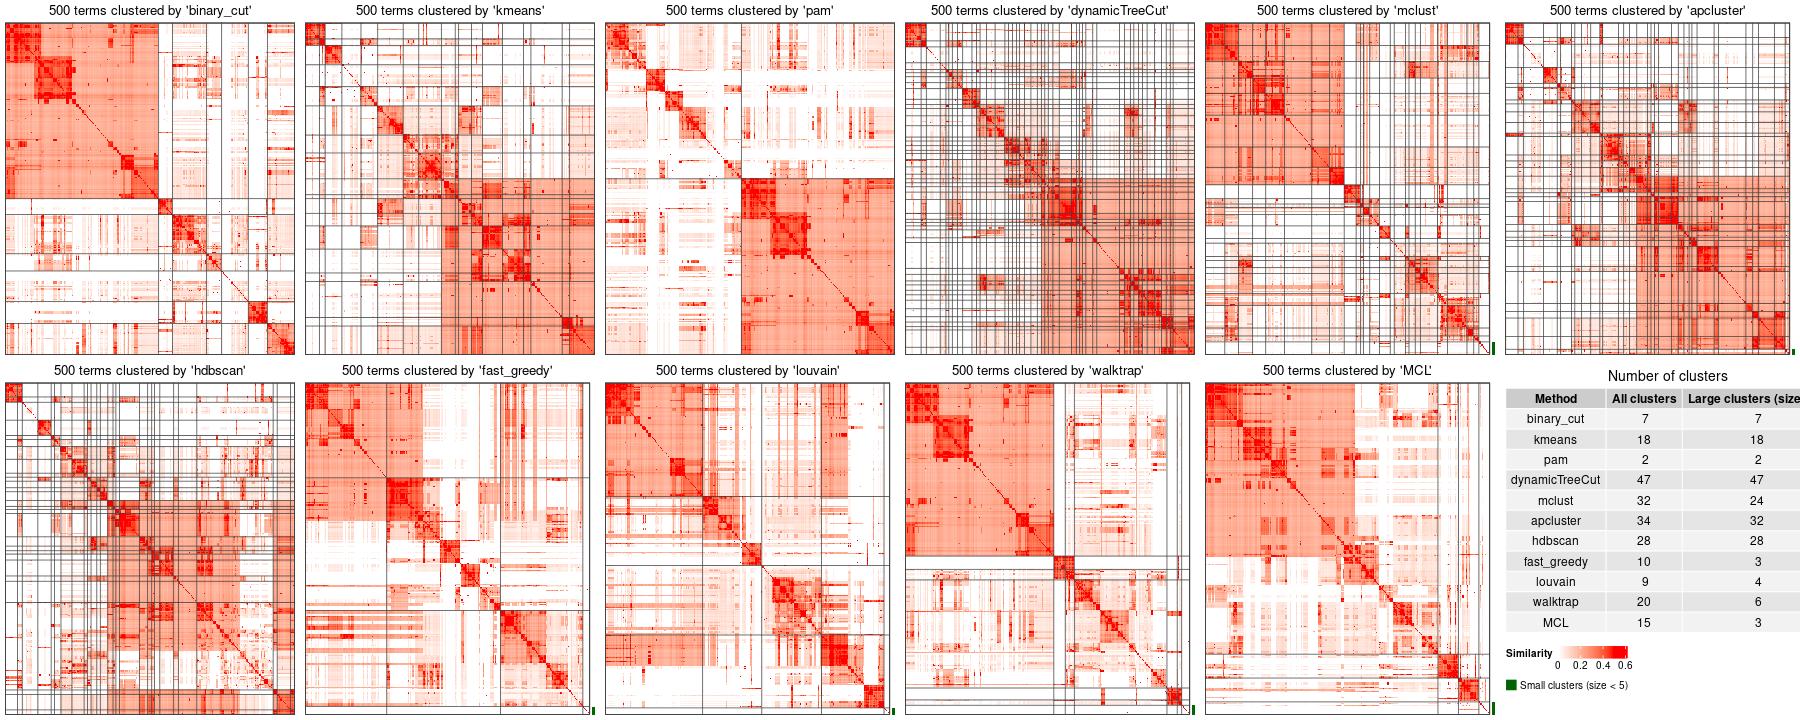 500 terms clustered by 'binary_cut'
500 terms clustered by 'kmeans'
500 terms clustered by 'pam'
500 terms clustered by 'dynamicTreeCut'
500 terms clustered by 'mclust'
500 terms clustered by 'apcluster'
500 terms clustered by 'hdbscan'
500 terms clustered by 'fast_greedy'
500 terms clustered by 'louvain'
500 terms clustered by 'walktrap'
500 terms clustered by 'MCL'
Number of clusters
Method All clusters Large clusters (size
binary_cut 7 7
kmeans 18 18
pam 2 2
dynamicTreeCut 47 47
mclust 32 24
apcluster 34 32
hdbscan 28 28
fast_greedy 10 3
louvain 9 4
walktrap 20 6
MCL 15 3
Similarity
0 0.2 0.4 0.6
Small clusters (size < 5)